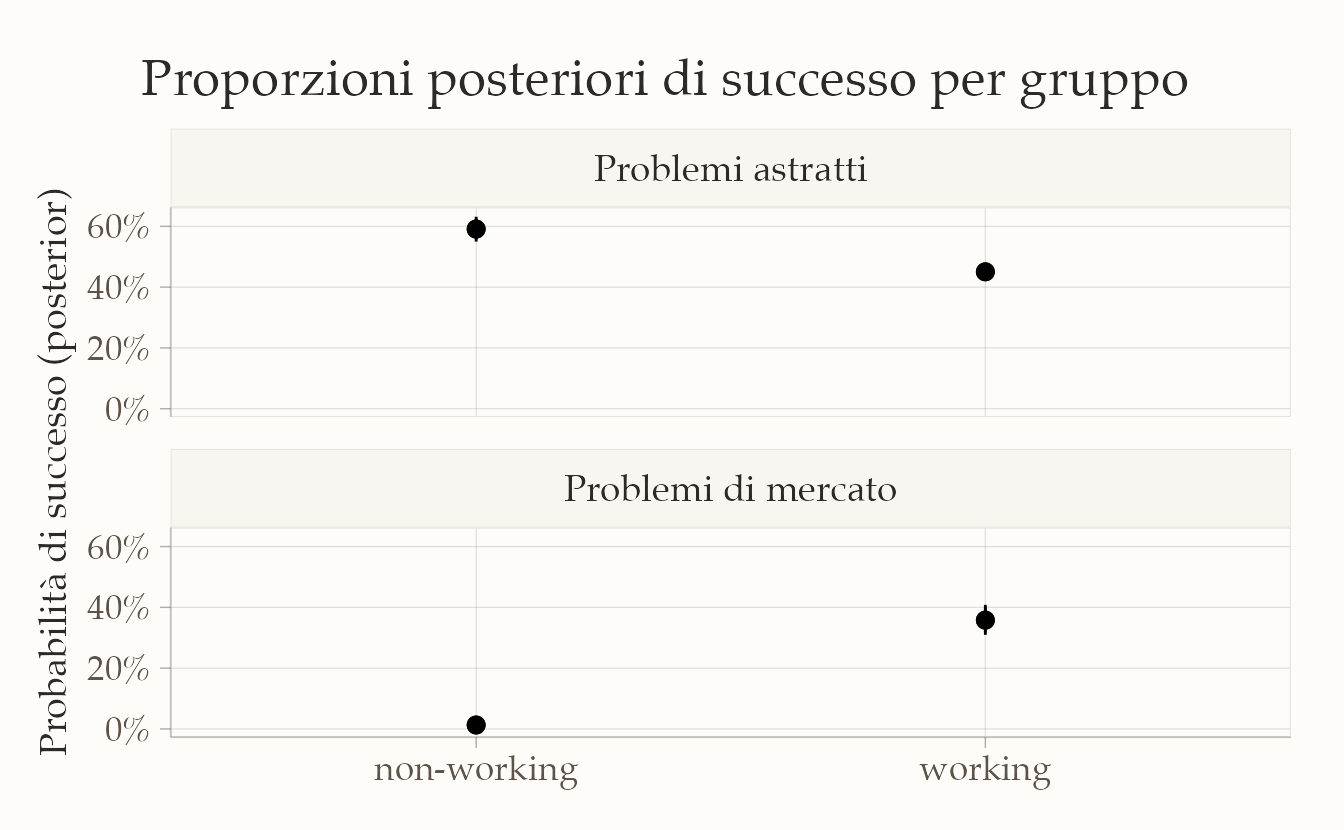 Proporzioni posteriori di successo per gruppo
Probabilità di successo (posterior)
Problemi astratti
60%
40%
20%
0%
Problemi di mercato
60%
40%
20%
0%
non-working
working